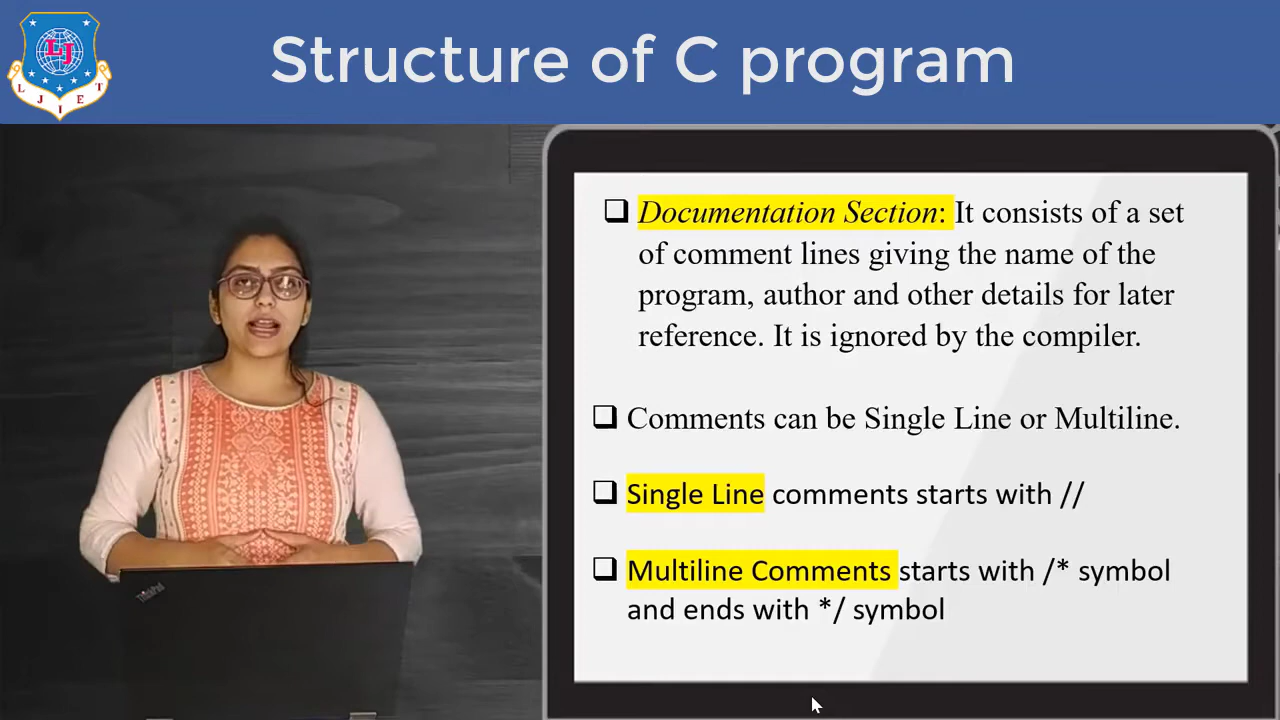 Structure of C program
LJ
L J I E T
Documentation Section: It consists of a set
of comment lines giving the name of the
program, author and other details for later
reference. It is ignored by the compiler.
Comments can be Single Line or Multiline.
Single Line comments starts with //
Multiline Comments starts with /* symbol
and ends with */ symbol
ThinkPad